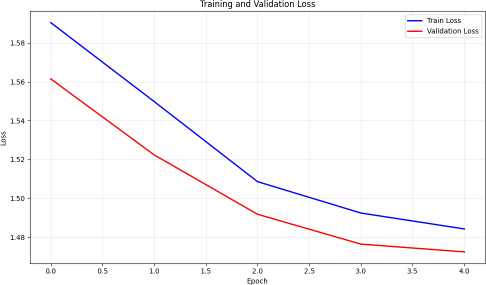 Training and Validation Loss
Train Loss
Validation Loss
1.58
1.56
1.54
1.52
1.50
1.48
Loss
0.0 0.5 1.0 1.5 2.0 2.5 3.0 3.5 4.0
Epoch